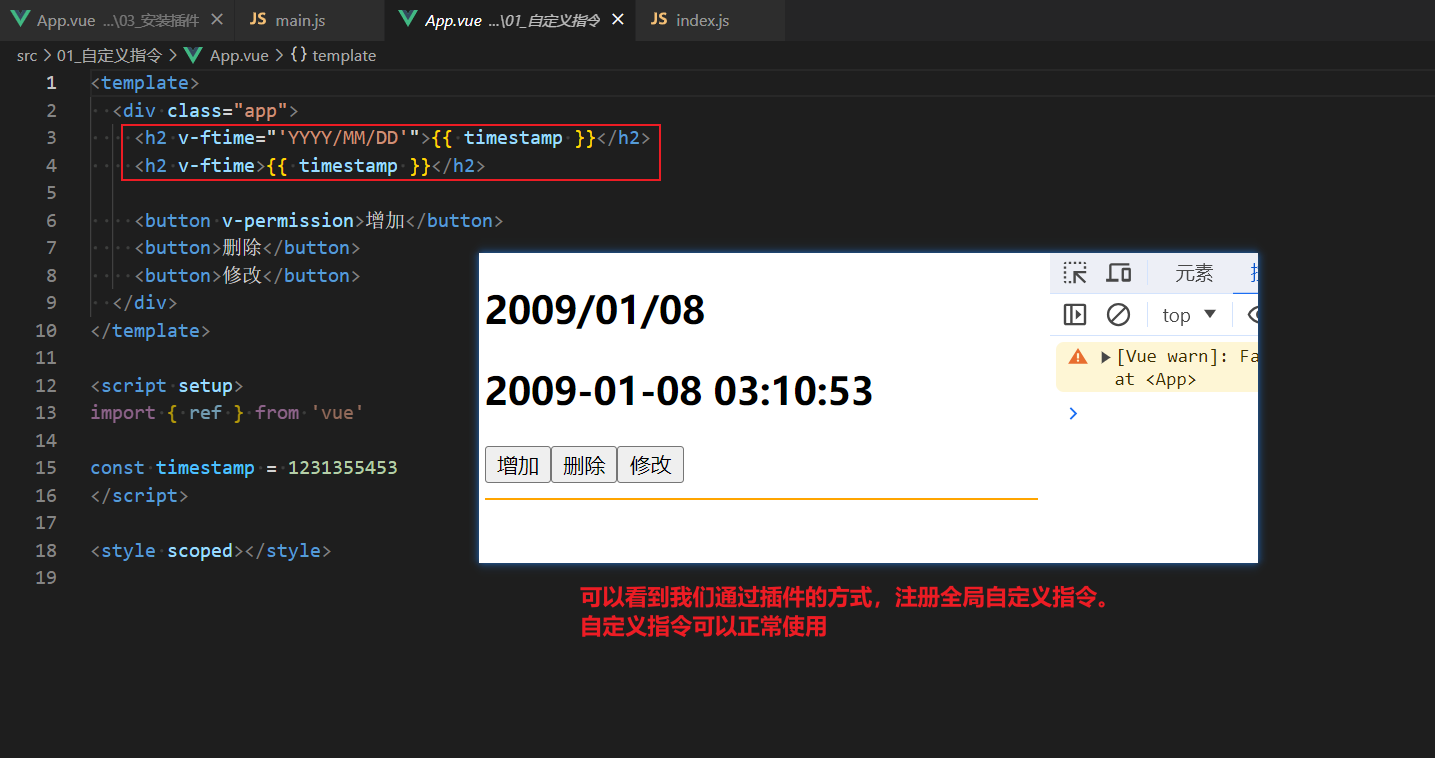 App.vue ...\03_安装插件
JS main.js
App.vue ...\01_自定义指令
JS index.js
src > 01_自定义指令 > App.vue > {} template
1 <template>
2 <div class="app">
3 <h2 v-ftime="'YYYY/MM/DD'">{{ timestamp }}</h2>
4 <h2 v-ftime>{{ timestamp }}</h2>
5
6 <button v-permission>增加</button>
7 <button>删除</button>
8 <button>修改</button>
9 </div>
10 </template>
11
12 <script setup>
13 import { ref } from 'vue'
14
15 const timestamp = 1231355453
16 </script>
17
18 <style scoped></style>
19
2009/01/08
2009-01-08 03:10:53
增加 删除 修改
元素
top
[Vue warn]: Fa
at <App>
可以看到我们通过插件的方式，注册全局自定义指令。
自定义指令可以正常使用